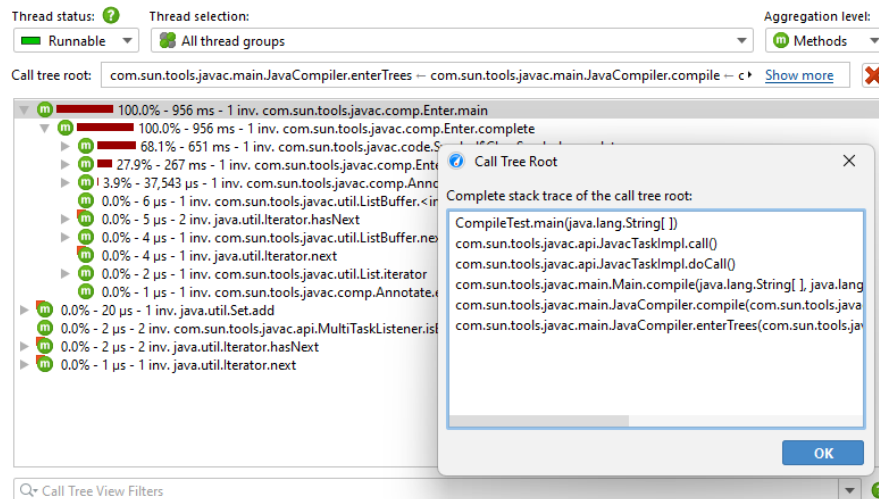 Thread status:
Thread selection:
Aggregation level:
Runnable
All thread groups
Methods
Call tree root:
com.sun.tools.javac.main.JavaCompiler.enterTrees ← com.sun.tools.javac.main.JavaCompiler.compile ← c
Show more
100.0% - 956 ms - 1 inv. com.sun.tools.javac.comp.Enter.main
100.0% - 956 ms - 1 inv. com.sun.tools.javac.comp.Enter.complete
68.1% - 651 ms - 1 inv. com.sun.tools.javac.code.
27.9% - 267 ms - 1 inv. com.sun.tools.javac.comp.Ente
3.9% - 37,543 µs - 1 inv. com.sun.tools.javac.comp.Anno
0.0% - 6 µs - 1 inv. com.sun.tools.javac.util.ListBuffer.<in
0.0% - 5 µs - 2 inv. java.util.Iterator.hasNext
0.0% - 4 µs - 1 inv. com.sun.tools.javac.util.ListBuffer.nex
0.0% - 4 µs - 1 inv. java.util.Iterator.next
0.0% - 2 µs - 1 inv. com.sun.tools.javac.util.List.iterator
0.0% - 1 µs - 1 inv. com.sun.tools.javac.comp.Annotate.e
0.0% - 20 µs - 1 inv. java.util.Set.add
0.0% - 2 µs - 2 inv. com.sun.tools.javac.api.MultiTaskListener.isE
0.0% - 2 µs - 2 inv. java.util.Iterator.hasNext
0.0% - 1 µs - 1 inv. java.util.Iterator.next
Call Tree Root
Complete stack trace of the call tree root:
CompileTest.main(java.lang.String[ ])
com.sun.tools.javac.api.JavacTaskImpl.call()
com.sun.tools.javac.api.JavacTaskImpl.doCall()
com.sun.tools.javac.main.Main.compile(java.lang.String[ ], java.lang
com.sun.tools.javac.main.JavaCompiler.compile(com.sun.tools.java
com.sun.tools.javac.main.JavaCompiler.enterTrees(com.sun.tools.jav
OK
Call Tree View Filters